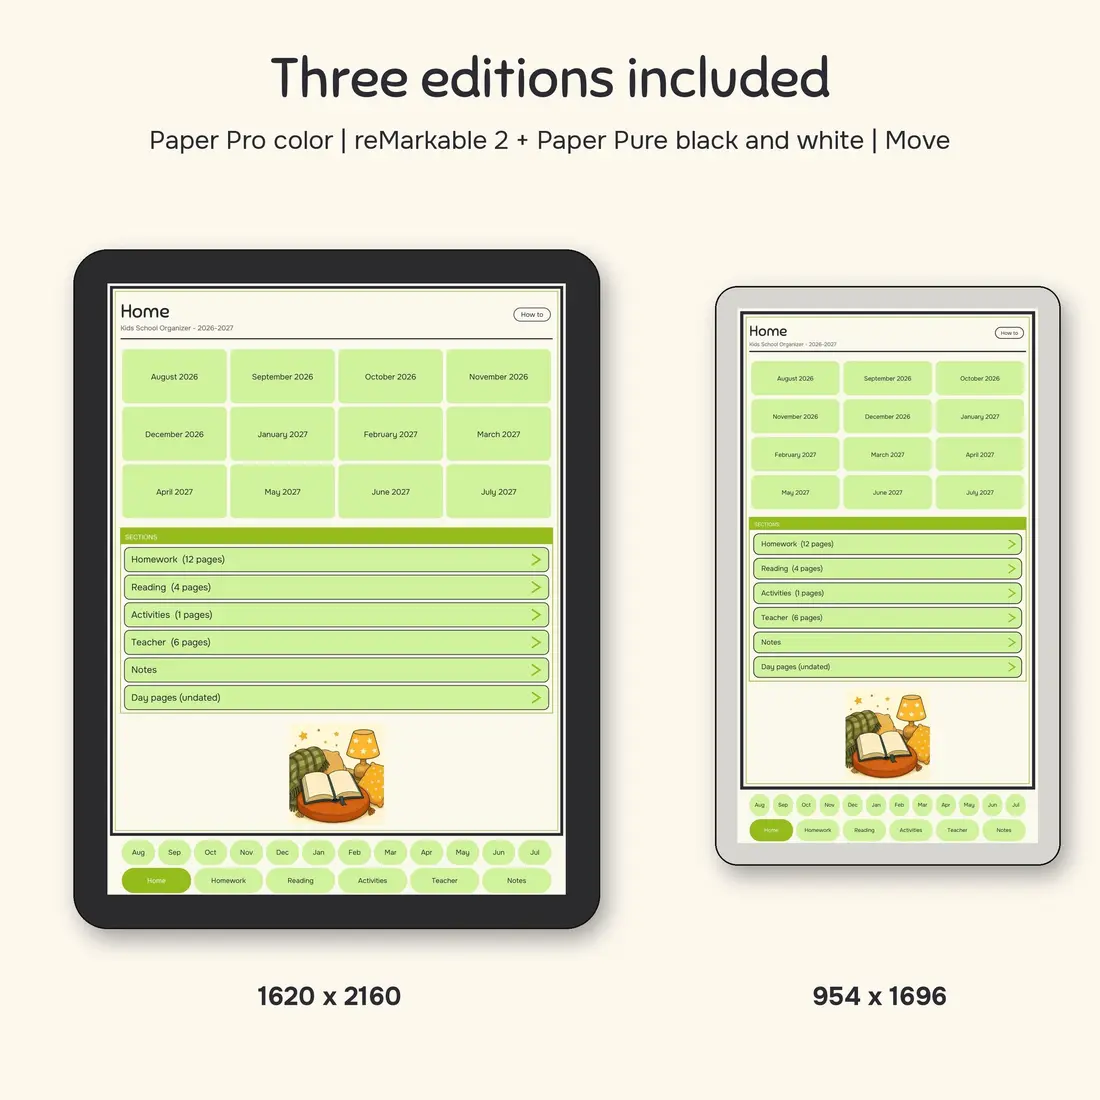 Three editions included
Paper Pro color | reMarkable 2 + Paper Pure black and white | Move
Home
How to
Kids School Organizer - 2026-2027
August 2026 September 2026 October 2026 November 2026
December 2026 January 2027 February 2027 March 2027
April 2027 May 2027 June 2027 July 2027
SECTIONS
Homework (12 pages)
Reading (4 pages)
Activities (1 pages)
Teacher (6 pages)
Notes
Day pages (undated)
Aug Sep Oct Nov Dec Jan Feb Mar Apr May Jun Jul
Home Homework Reading Activities Teacher Notes
1620 x 2160
Home
How to
Kids School Organizer - 2026-2027
August 2026 September 2026 October 2026
November 2026 December 2026 January 2027
February 2027 March 2027 April 2027
May 2027 June 2027 July 2027
SECTIONS
Homework (12 pages)
Reading (4 pages)
Activities (1 pages)
Teacher (6 pages)
Notes
Day pages (undated)
Aug Sep Oct Nov Dec Jan Feb Mar Apr May Jun Jul
Home Homework Reading Activities Teacher Notes
954 x 1696